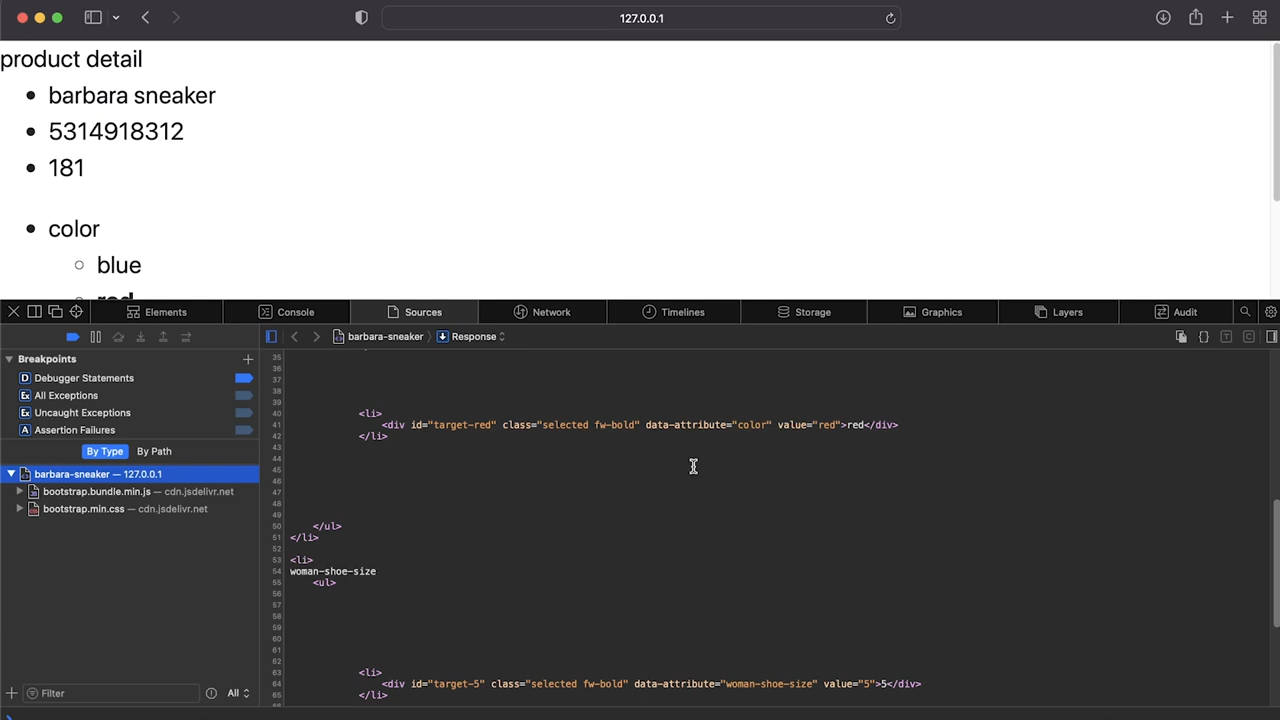 127.0.0.1
product detail
barbara sneaker
5314918312
181
color
blue
red
Elements Console Sources Network Timelines Storage Graphics Layers Audit
barbara-sneaker Response
Breakpoints
Debugger Statements
All Exceptions
Uncaught Exceptions
Assertion Failures
By Type By Path
barbara-sneaker — 127.0.0.1
bootstrap.bundle.min.js — cdn.jsdelivr.net
bootstrap.min.css — cdn.jsdelivr.net
Filter All
35
36
37
38
39
40 <li>
41 <div id="target-red" class="selected fw-bold" data-attribute="color" value="red">red</div>
42 </li>
43
44
45
46
47
48
49
50 </ul>
51 </li>
52
53 <li>
54 woman-shoe-size
55 <ul>
56
57
58
59
60
61
62
63 <li>
64 <div id="target-5" class="selected fw-bold" data-attribute="woman-shoe-size" value="5">5</div>
65 </li>